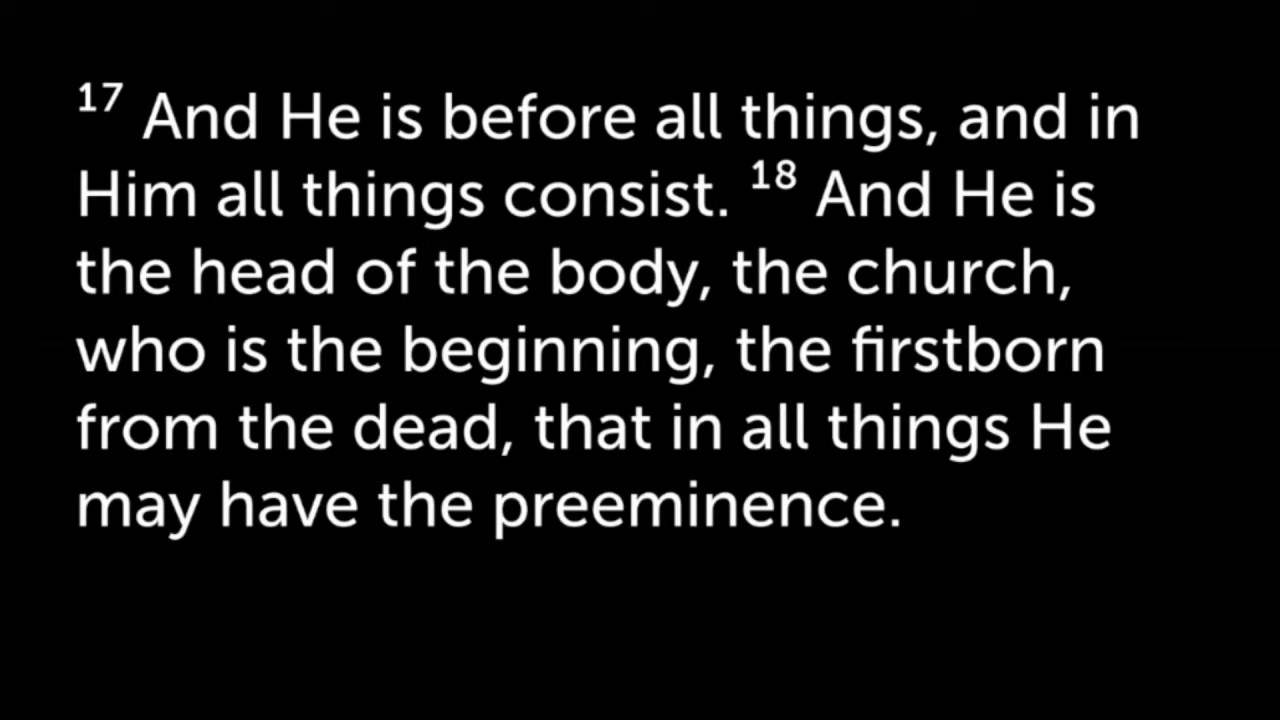 17 And He is before all things, and in
Him all things consist. 18 And He is
the head of the body, the church,
who is the beginning, the firstborn
from the dead, that in all things He
may have the preeminence.